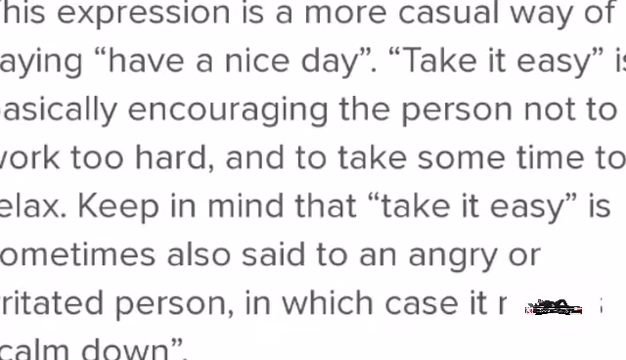 his expression is a more casual way of
aying “have a nice day”. “Take it easy” is
asically encouraging the person not to
work too hard, and to take some time to
elax. Keep in mind that “take it easy” is
ometimes also said to an angry or
rritated person, in which case it
calm down”.